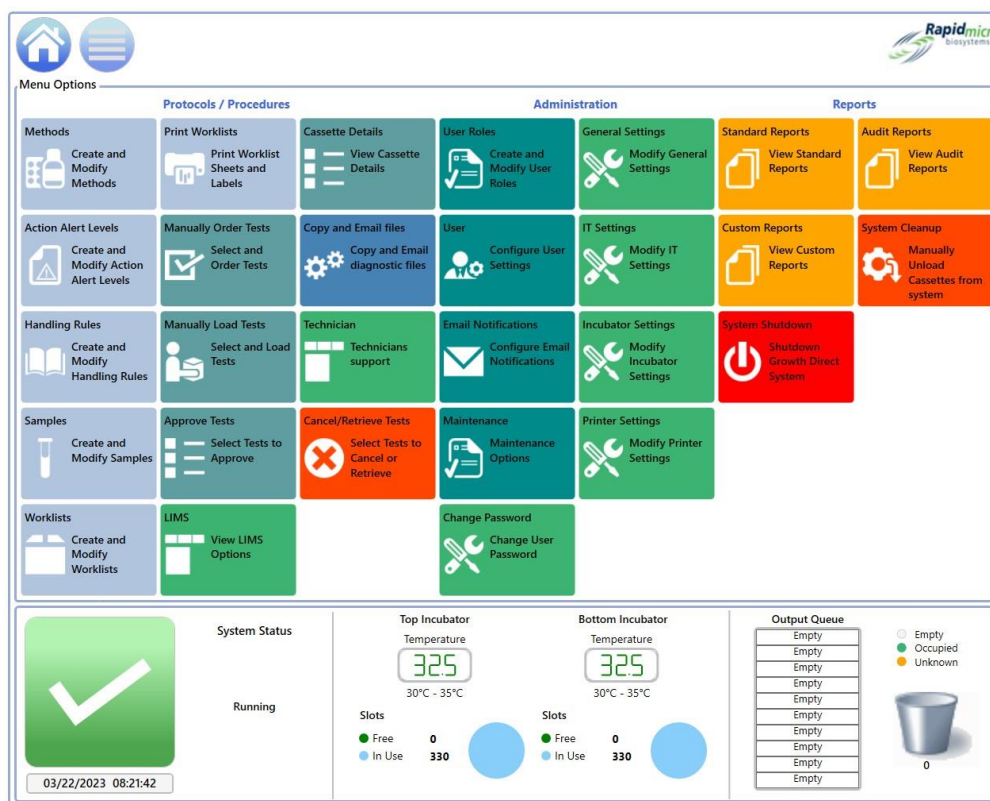 Rapidmicr
biosystems
Menu Options
Protocols / Procedures
Administration
Reports
Methods
Create and
Modify
Methods
Print Worklists
Print Worklist
Sheets and
Labels
Cassette Details
View Cassette
Details
User Roles
Create and
Modify User
Roles
General Settings
Modify General
Settings
Standard Reports
View Standard
Reports
Audit Reports
View Audit
Reports
Action Alert Levels
Create and
Modify Action
Alert Levels
Manually Order Tests
Select and
Order Tests
Copy and Email files
Copy and Email
diagnostic files
User
Configure User
Settings
IT Settings
Modify IT
Settings
Custom Reports
View Custom
Reports
System Cleanup
Manually
Unload
Cassettes from
system
Handling Rules
Create and
Modify
Handling Rules
Manually Load Tests
Select and Load
Tests
Technician
Technicians
support
Email Notifications
Configure Email
Notifications
Incubator Settings
Modify
Incubator
Settings
System Shutdown
Shutdown
Growth Direct
System
Samples
Create and
Modify Samples
Approve Tests
Select Tests to
Approve
Cancel/Retrieve Tests
Select Tests to
Cancel or
Retrieve
Maintenance
Maintenance
Options
Printer Settings
Modify Printer
Settings
Worklists
Create and
Modify
Worklists
LIMS
View LIMS
Options
Change Password
Change User
Password
System Status
Running
03/22/2023 08:21:42
Top Incubator
Temperature
32.5
30°C - 35°C
Slots
Free 0
In Use 330
Bottom Incubator
Temperature
32.5
30°C - 35°C
Slots
Free 0
In Use 330
Output Queue
Empty
Empty
Empty
Empty
Empty
Empty
Empty
Empty
Empty
Empty
Empty
Occupied
Unknown
0